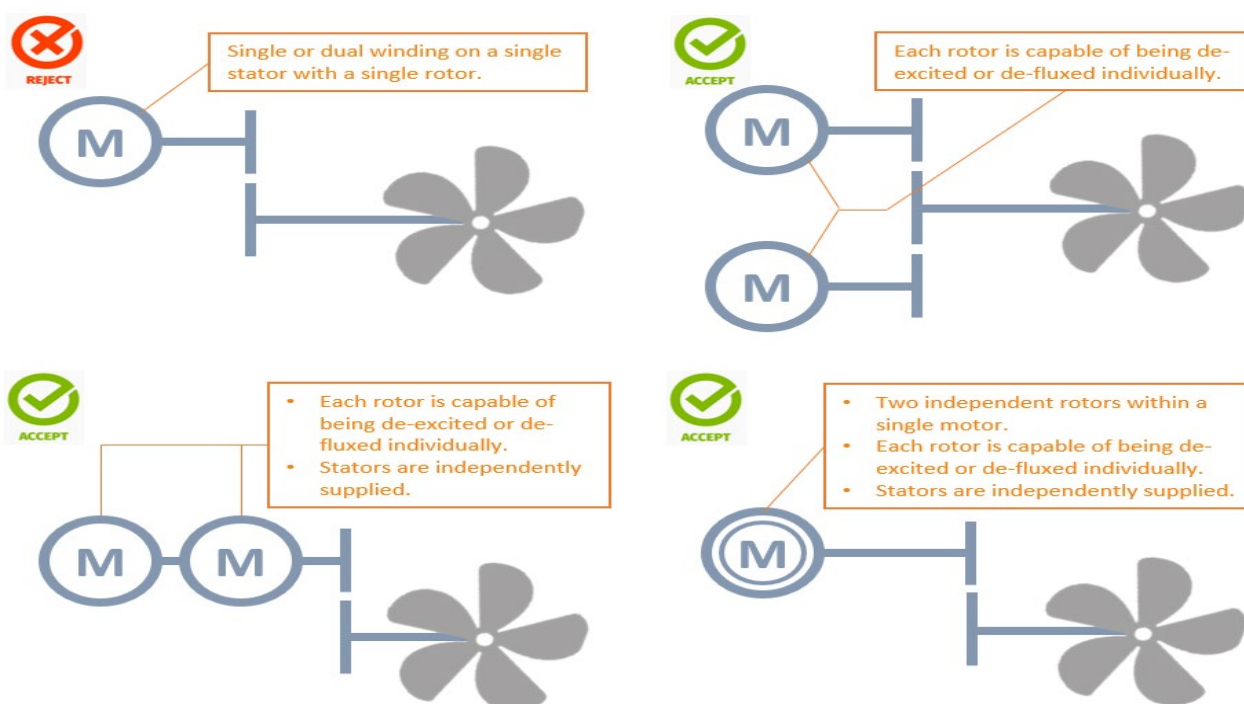 REJECT
Single or dual winding on a single
stator with a single rotor.
M
ACCEPT
Each rotor is capable of being de-
excited or de-fluxed individually.
M
M
ACCEPT
• Each rotor is capable of
being de-excited or de-
fluxed individually.
• Stators are independently
supplied.
M M
ACCEPT
• Two independent rotors within a
single motor.
• Each rotor is capable of being de-
excited or de-fluxed individually.
• Stators are independently supplied.
M